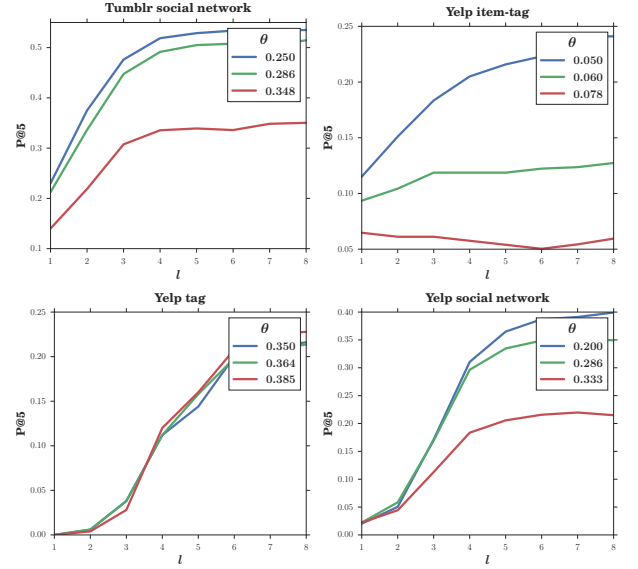 Tumblr social network
P@5
0.5
0.4
0.3
0.2
0.1
θ
0.250
0.286
0.348
1 2 3 4 5 6 7 8
l
Yelp item-tag
P@5
0.25
0.20
0.15
0.10
0.05
θ
0.050
0.060
0.078
1 2 3 4 5 6 7 8
l
Yelp tag
P@5
0.25
0.20
0.15
0.10
0.05
0.00
θ
0.350
0.364
0.385
1 2 3 4 5 6 7 8
l
Yelp social network
P@5
0.40
0.35
0.30
0.25
0.20
0.15
0.10
0.05
0.00
θ
0.200
0.286
0.333
1 2 3 4 5 6 7 8
l